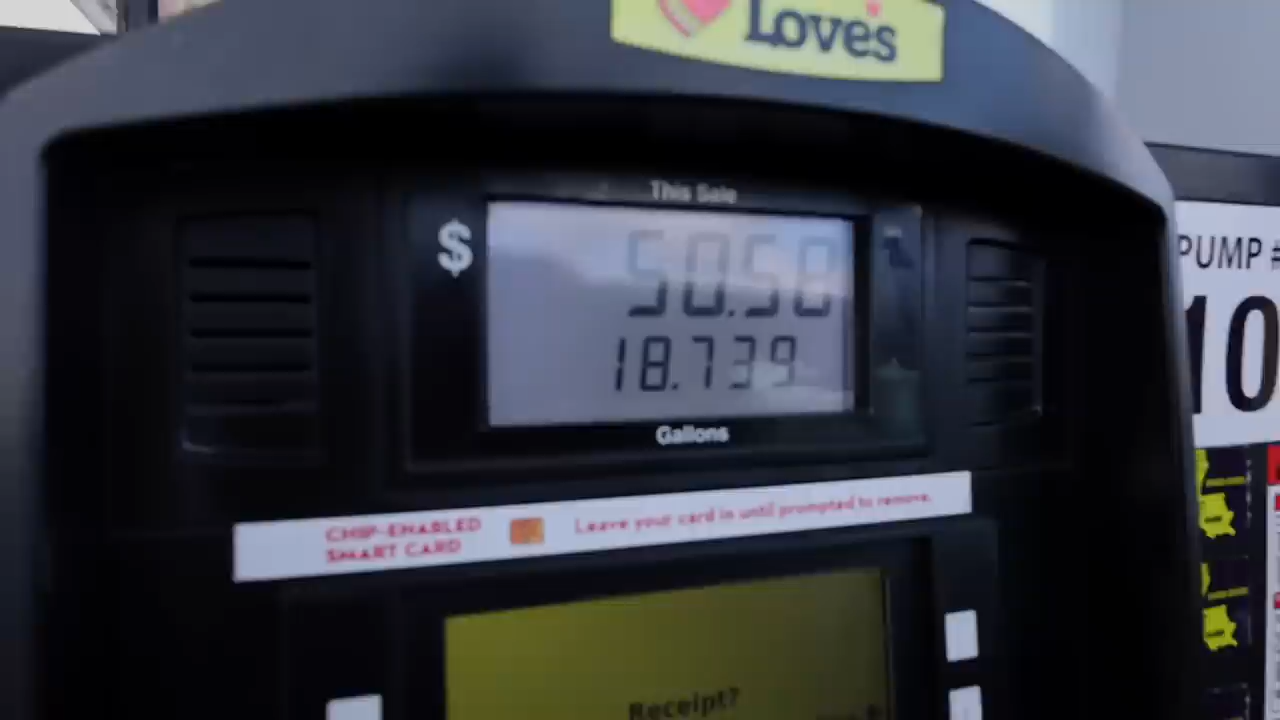 Love's
This Sale
$ 50.58
18.739
Gallons
CHIP-ENABLED
SMART CARD
Leave your card in until prompted to remove.
Receipt?
PUMP #
10